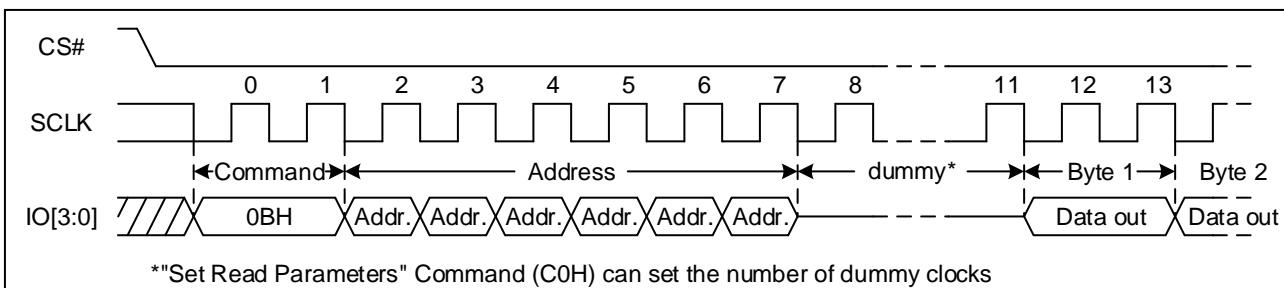 CS#
0 1 2 3 4 5 6 7 8 11 12 13
SCLK
Command Address dummy* Byte 1 Byte 2
IO[3:0] 0BH Addr. Addr. Addr. Addr. Addr. Addr. Data out Data out
*"Set Read Parameters" Command (C0H) can set the number of dummy clocks